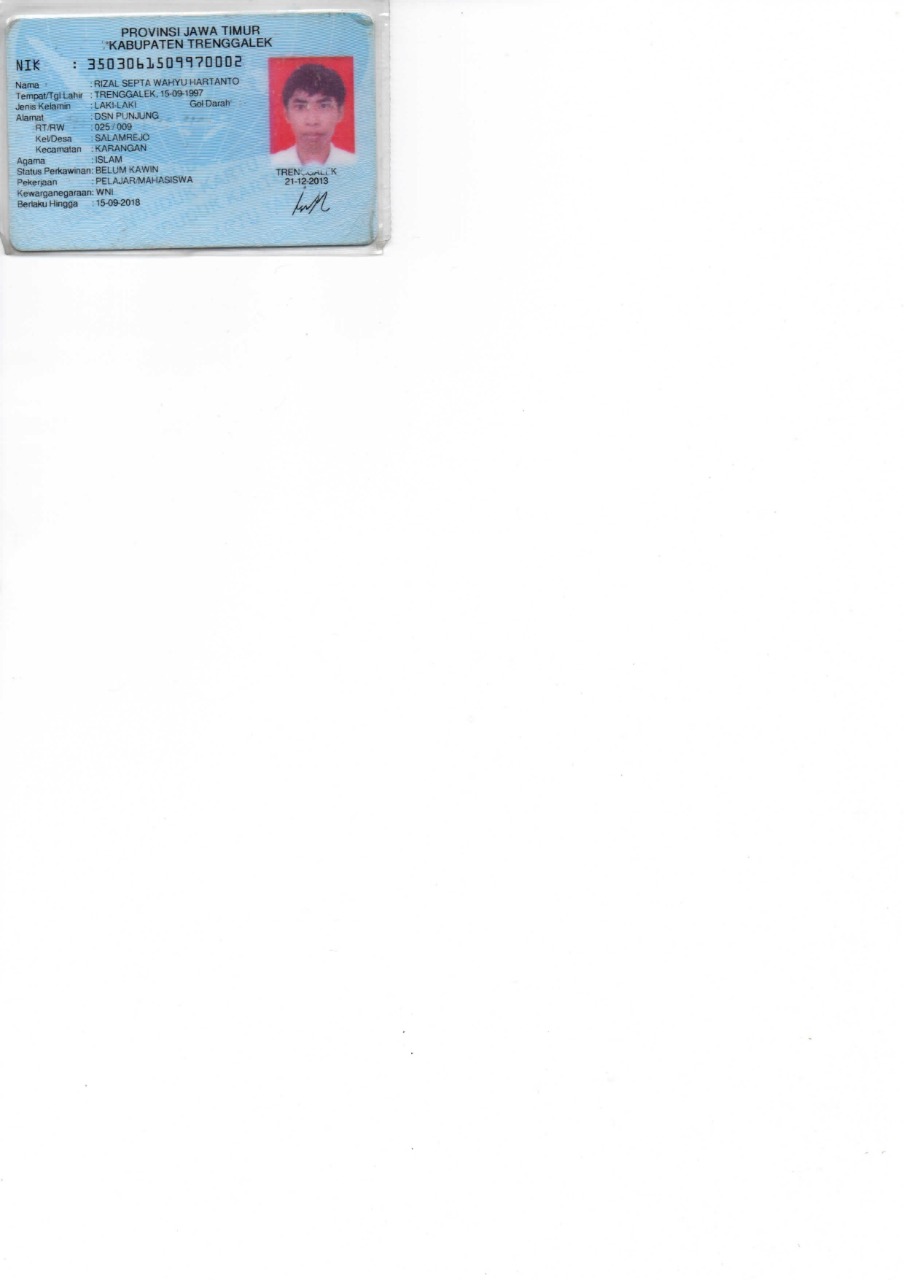 PROVINSI JAWA TIMUR
KABUPATEN TRENGGALEK
NIK : 3503061509970002
Nama : RIZAL SEPTA WAHYU HARTANTO
Tempat/Tgl Lahir : TRENGGALEK, 15-09-1997
Jenis Kelamin : LAKI-LAKI Gol Darah
Alamat : DSN PUNJUNG
RT/RW : 025 / 009
Kel/Desa : SALAMREJO
Kecamatan : KARANGAN
Agama : ISLAM
Status Perkawinan: BELUM KAWIN
Pekerjaan : PELAJAR/MAHASISWA
Kewarganegaraan: WNI
Berlaku Hingga : 15-09-2018
TRENGGALEK
21-12-2013